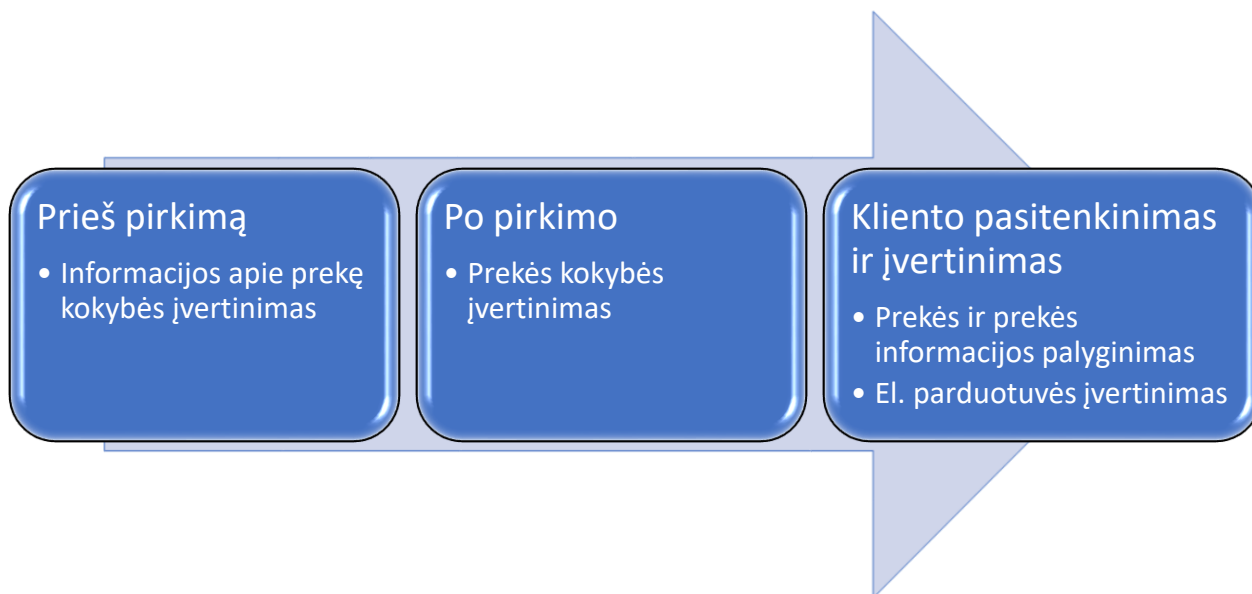 Prieš pirkimą
• Informacijos apie prekę
kokybės įvertinimas
Po pirkimo
• Prekės kokybės
įvertinimas
Kliento pasitenkinimas
ir įvertinimas
• Prekės ir prekės
informacijos palyginimas
• El. parduotuvės įvertinimas